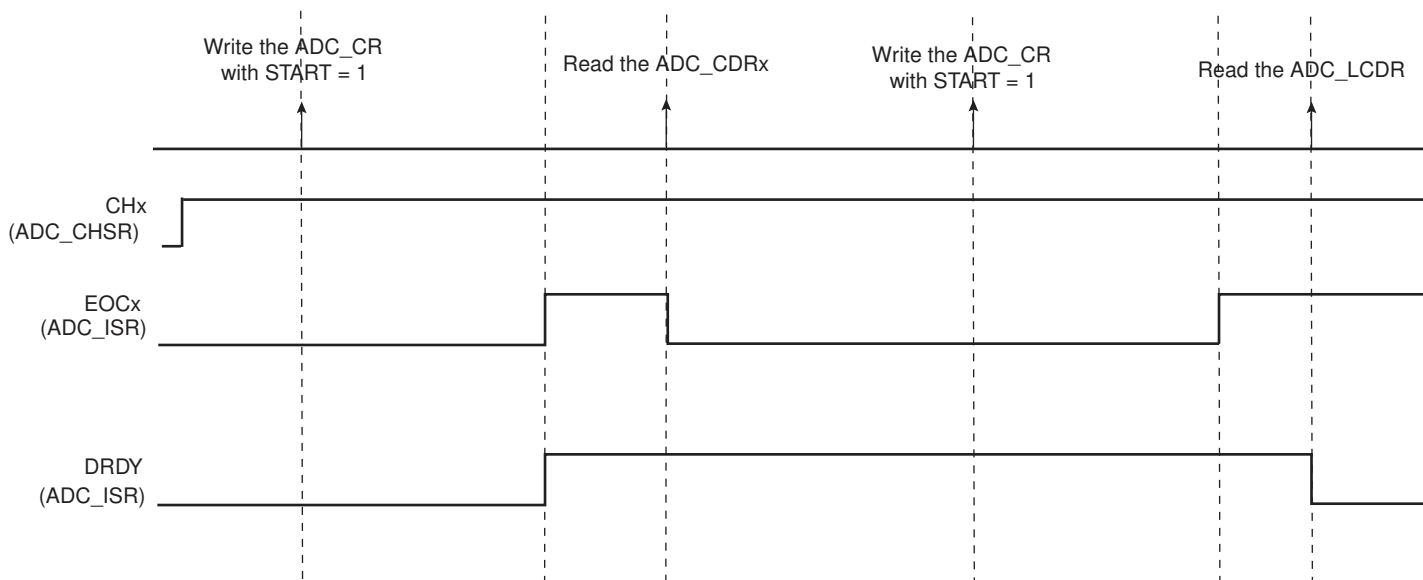 Write the ADC_CR
with START = 1
Read the ADC_CDRx
Write the ADC_CR
with START = 1
Read the ADC_LCDR
CHx
(ADC_CHSR)
EOCx
(ADC_ISR)
DRDY
(ADC_ISR)